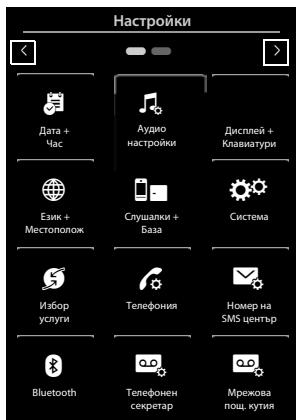 Настройки
Дата +
Час
Аудио
настройки
Дисплей +
Клавиатури
Език +
Местополож
Слушалки +
База
Система
Избор
услуги
Телефония
Номер на
SMS център
Bluetooth
Телефонен
секретар
Мрежова
пощ. кутия